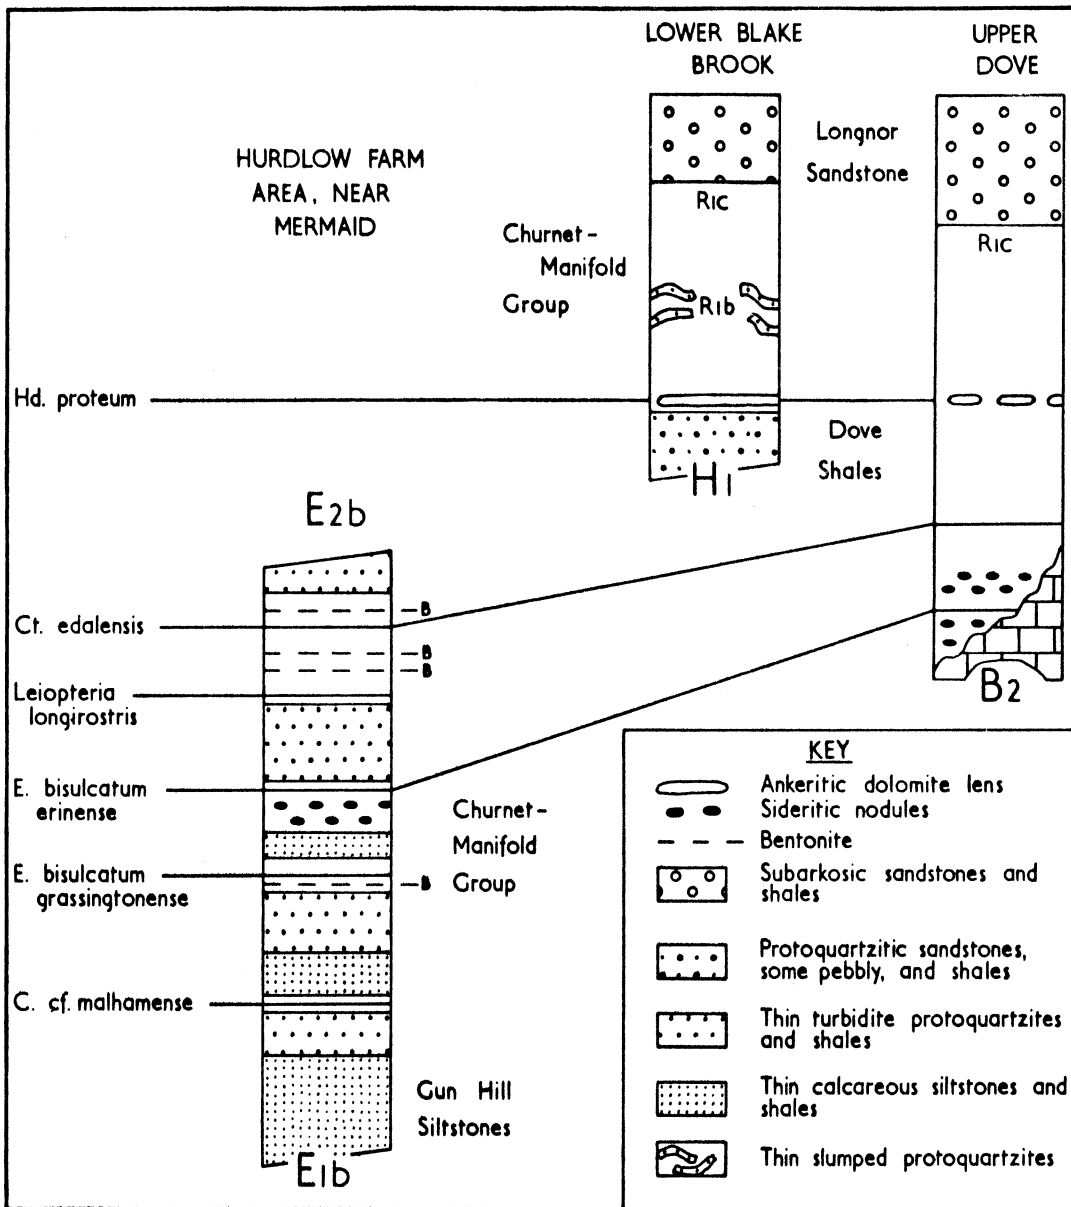 LOWER BLAKE
BROOK
UPPER
DOVE
HURDLOW FARM
AREA, NEAR
MERMAID
Longnor
Sandstone
R1c
R1c
Churnet-
Manifold
Group
R1b
Hd. proteum
Dove
Shales
H1
E2b
B
Ct. edalensis
B
B
Leiopteria
longirostris
B2
E. bisulcatum
erinense
Churnet-
Manifold
Group
E. bisulcatum
grassingtonense
B
C. cf. malhamense
Gun Hill
Siltstones
E1b
KEY
Ankeritic dolomite lens
Sideritic nodules
Bentonite
Subarkosic sandstones and
shales
Protoquartzitic sandstones,
some pebbly, and shales
Thin turbidite protoquartzites
and shales
Thin calcareous siltstones and
shales
Thin slumped protoquartzites